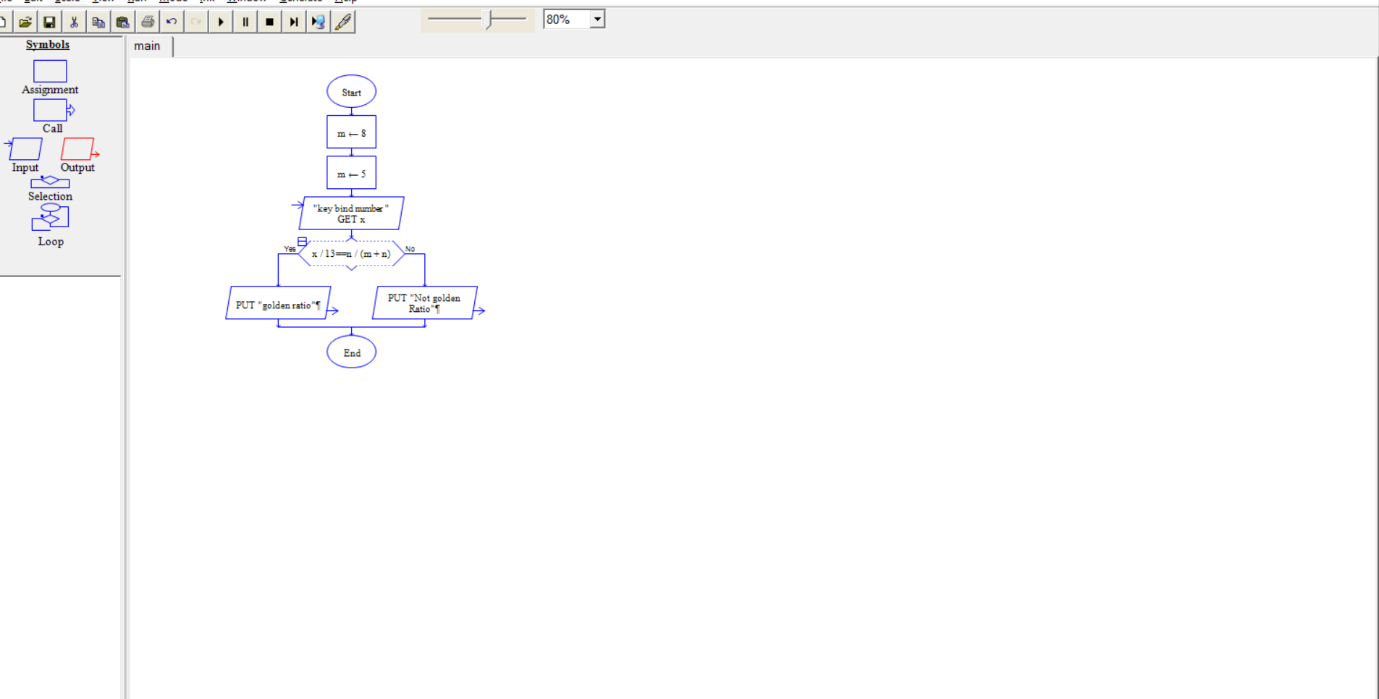 80%
Symbols
main
Assignment
Call
Input Output
Selection
Loop
Start
m ← 8
m ← 5
"key bind number"
GET x
Yes
x / 13==n / (m + n)
No
PUT "golden ratio"¶
PUT "Not golden
Ratio"¶
End